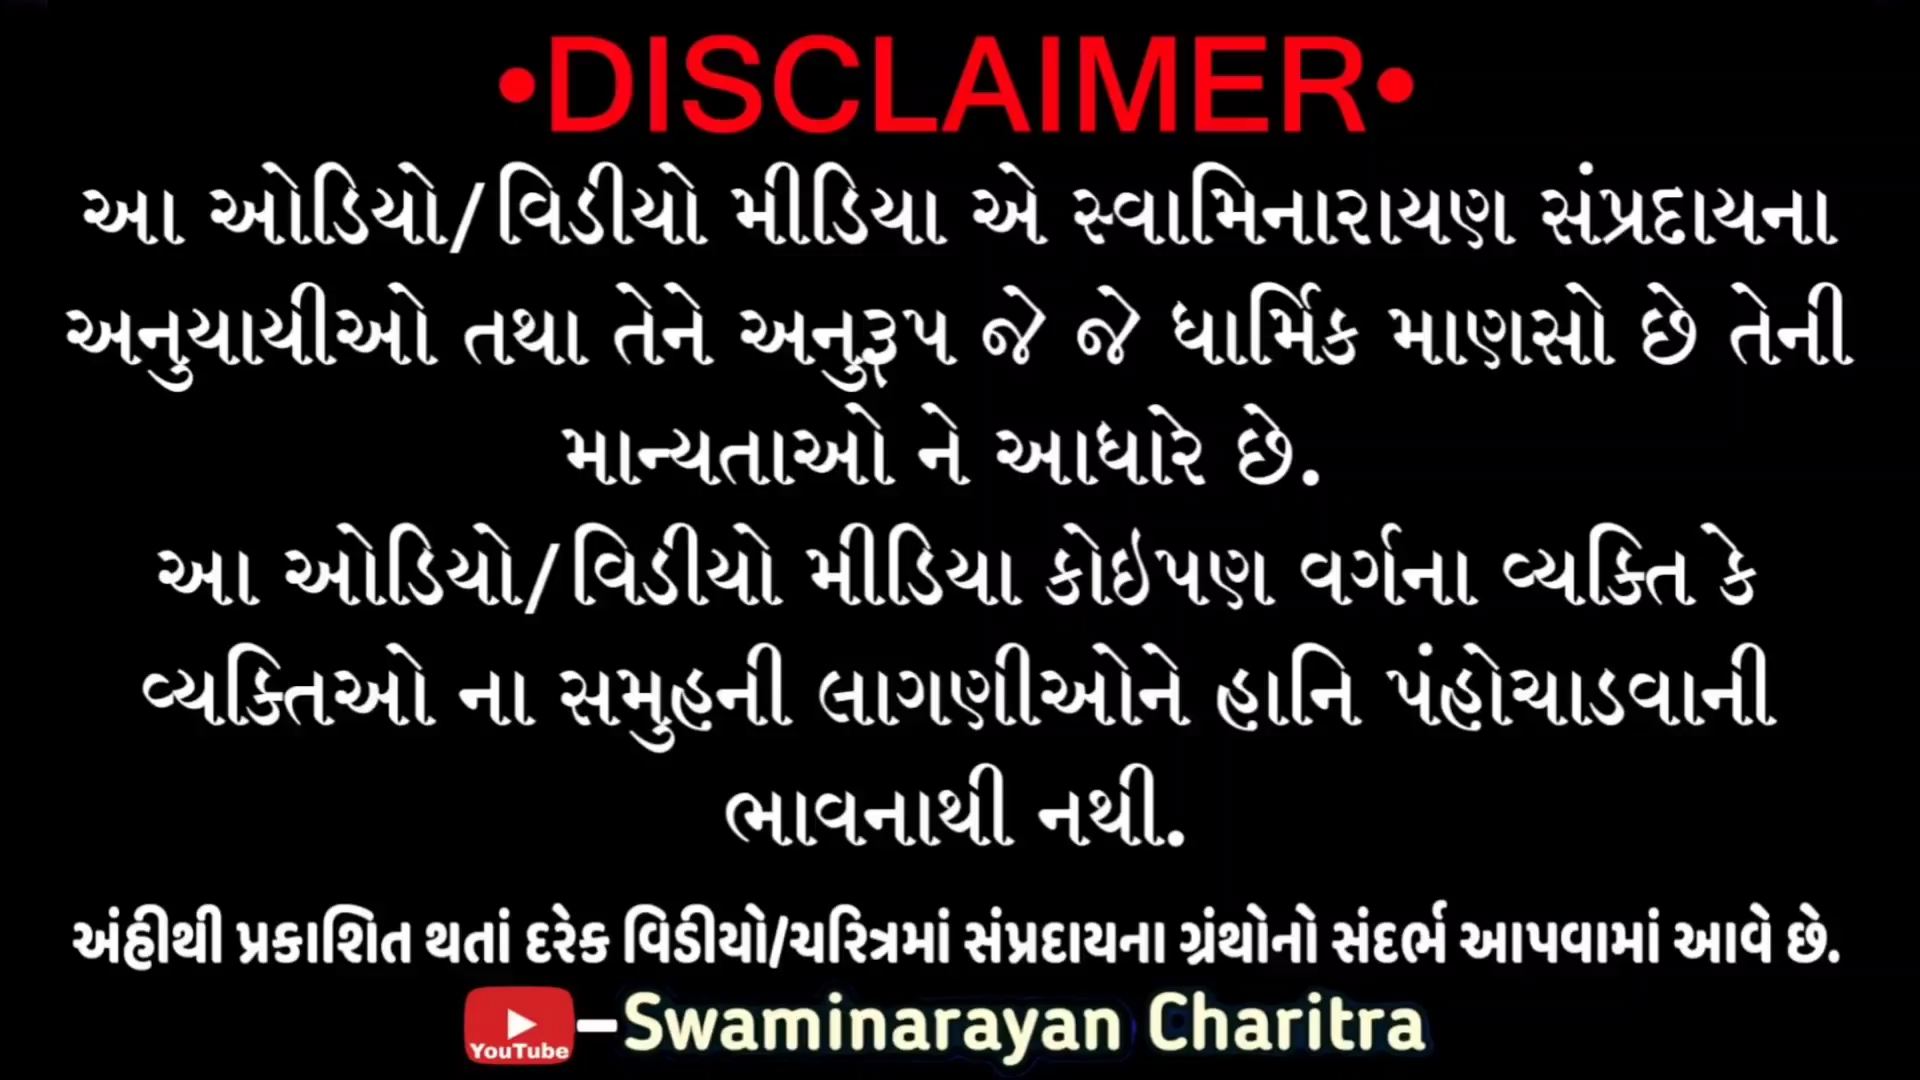 •DISCLAIMER•
આ ઓડિયો/વિડીયો મીડિયા એ સ્વામિનારાયણ સંપ્રદાયના
અનુયાયીઓ તથા તેને અનુરૂપ જે જે ધાર્મિક માણસો છે તેની
માન્યતાઓ ને આધારે છે.
આ ઓડિયો/વિડીયો મીડિયા કોઇપણ વર્ગના વ્યક્તિ કે
વ્યક્તિઓ ના સમુહની લાગણીઓને હાનિ પંહોચાડવાની
ભાવનાથી નથી.
અંહીથી પ્રકાશિત થતાં દરેક વિડીયો/ચરિત્રમાં સંપ્રદાયના ગ્રંથોનો સંદર્ભ આપવામાં આવે છે.
YouTube –Swaminarayan Charitra